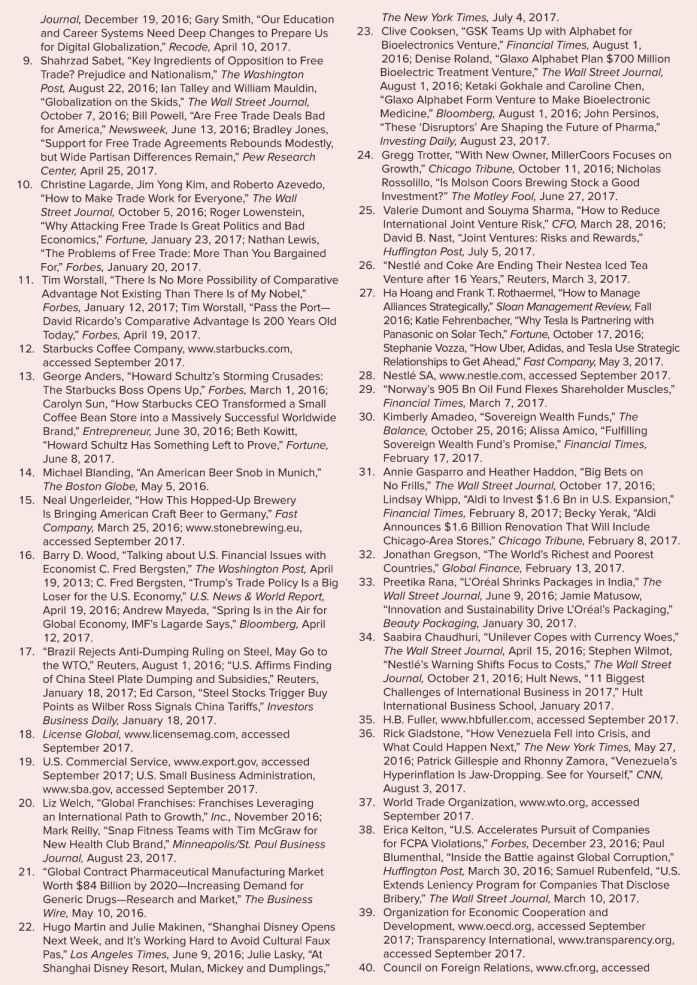 Journal, December 19, 2016; Gary Smith, “Our Education
and Career Systems Need Deep Changes to Prepare Us
for Digital Globalization,” Recode, April 10, 2017.
9. Shahrzad Sabet, “Key Ingredients of Opposition to Free
Trade? Prejudice and Nationalism,” The Washington
Post, August 22, 2016; Ian Talley and William Mauldin,
“Globalization on the Skids,” The Wall Street Journal,
October 7, 2016; Bill Powell, “Are Free Trade Deals Bad
for America,” Newsweek, June 13, 2016; Bradley Jones,
“Support for Free Trade Agreements Rebounds Modestly,
but Wide Partisan Differences Remain,” Pew Research
Center, April 25, 2017.
10. Christine Lagarde, Jim Yong Kim, and Roberto Azevedo,
“How to Make Trade Work for Everyone,” The Wall
Street Journal, October 5, 2016; Roger Lowenstein,
“Why Attacking Free Trade Is Great Politics and Bad
Economics,” Fortune, January 23, 2017; Nathan Lewis,
“The Problems of Free Trade: More Than You Bargained
For,” Forbes, January 20, 2017.
11. Tim Worstall, “There Is No More Possibility of Comparative
Advantage Not Existing Than There Is of My Nobel,”
Forbes, January 12, 2017; Tim Worstall, “Pass the Port—
David Ricardo’s Comparative Advantage Is 200 Years Old
Today,” Forbes, April 19, 2017.
12. Starbucks Coffee Company, www.starbucks.com,
accessed September 2017.
13. George Anders, “Howard Schultz’s Storming Crusades:
The Starbucks Boss Opens Up,” Forbes, March 1, 2016;
Carolyn Sun, “How Starbucks CEO Transformed a Small
Coffee Bean Store into a Massively Successful Worldwide
Brand,” Entrepreneur, June 30, 2016; Beth Kowitt,
“Howard Schultz Has Something Left to Prove,” Fortune,
June 8, 2017.
14. Michael Blanding, “An American Beer Snob in Munich,”
The Boston Globe, May 5, 2016.
15. Neal Ungerleider, “How This Hopped-Up Brewery
Is Bringing American Craft Beer to Germany,” Fast
Company, March 25, 2016; www.stonebrewing.eu,
accessed September 2017.
16. Barry D. Wood, “Talking about U.S. Financial Issues with
Economist C. Fred Bergsten,” The Washington Post, April
19, 2013; C. Fred Bergsten, “Trump’s Trade Policy Is a Big
Loser for the U.S. Economy,” U.S. News & World Report,
April 19, 2016; Andrew Mayeda, “Spring Is in the Air for
Global Economy, IMF’s Lagarde Says,” Bloomberg, April
12, 2017.
17. “Brazil Rejects Anti-Dumping Ruling on Steel, May Go to
the WTO,” Reuters, August 1, 2016; “U.S. Affirms Finding
of China Steel Plate Dumping and Subsidies,” Reuters,
January 18, 2017; Ed Carson, “Steel Stocks Trigger Buy
Points as Wilber Ross Signals China Tariffs,” Investors
Business Daily, January 18, 2017.
18. License Global, www.licensemag.com, accessed
September 2017.
19. U.S. Commercial Service, www.export.gov, accessed
September 2017; U.S. Small Business Administration,
www.sba.gov, accessed September 2017.
20. Liz Welch, “Global Franchises: Franchises Leveraging
an International Path to Growth,” Inc., November 2016;
Mark Reilly, “Snap Fitness Teams with Tim McGraw for
New Health Club Brand,” Minneapolis/St. Paul Business
Journal, August 23, 2017.
21. “Global Contract Pharmaceutical Manufacturing Market
Worth $84 Billion by 2020—Increasing Demand for
Generic Drugs—Research and Market,” The Business
Wire, May 10, 2016.
22. Hugo Martin and Julie Makinen, “Shanghai Disney Opens
Next Week, and It’s Working Hard to Avoid Cultural Faux
Pas,” Los Angeles Times, June 9, 2016; Julie Lasky, “At
Shanghai Disney Resort, Mulan, Mickey and Dumplings,”
The New York Times, July 4, 2017.
23. Clive Cooksen, “GSK Teams Up with Alphabet for
Bioelectronics Venture,” Financial Times, August 1,
2016; Denise Roland, “Glaxo Alphabet Plan $700 Million
Bioelectric Treatment Venture,” The Wall Street Journal,
August 1, 2016; Ketaki Gokhale and Caroline Chen,
“Glaxo Alphabet Form Venture to Make Bioelectronic
Medicine,” Bloomberg, August 1, 2016; John Persinos,
“These ‘Disruptors’ Are Shaping the Future of Pharma,”
Investing Daily, August 23, 2017.
24. Gregg Trotter, “With New Owner, MillerCoors Focuses on
Growth,” Chicago Tribune, October 11, 2016; Nicholas
Rossolillo, “Is Molson Coors Brewing Stock a Good
Investment?” The Motley Fool, June 27, 2017.
25. Valerie Dumont and Souyma Sharma, “How to Reduce
International Joint Venture Risk,” CFO, March 28, 2016;
David B. Nast, “Joint Ventures: Risks and Rewards,”
Huffington Post, July 5, 2017.
26. “Nestlé and Coke Are Ending Their Nestea Iced Tea
Venture after 16 Years,” Reuters, March 3, 2017.
27. Ha Hoang and Frank T. Rothaermel, “How to Manage
Alliances Strategically,” Sloan Management Review, Fall
2016; Katie Fehrenbacher, “Why Tesla Is Partnering with
Panasonic on Solar Tech,” Fortune, October 17, 2016;
Stephanie Vozza, “How Uber, Adidas, and Tesla Use Strategic
Relationships to Get Ahead,” Fast Company, May 3, 2017.
28. Nestlé SA, www.nestle.com, accessed September 2017.
29. “Norway’s 905 Bn Oil Fund Flexes Shareholder Muscles,”
Financial Times, March 7, 2017.
30. Kimberly Amadeo, “Sovereign Wealth Funds,” The
Balance, October 25, 2016; Alissa Amico, “Fulfilling
Sovereign Wealth Fund’s Promise,” Financial Times,
February 17, 2017.
31. Annie Gasparro and Heather Haddon, “Big Bets on
No Frills,” The Wall Street Journal, October 17, 2016;
Lindsay Whipp, “Aldi to Invest $1.6 Bn in U.S. Expansion,”
Financial Times, February 8, 2017; Becky Yerak, “Aldi
Announces $1.6 Billion Renovation That Will Include
Chicago-Area Stores,” Chicago Tribune, February 8, 2017.
32. Jonathan Gregson, “The World’s Richest and Poorest
Countries,” Global Finance, February 13, 2017.
33. Preetika Rana, “L’Oréal Shrinks Packages in India,” The
Wall Street Journal, June 9, 2016; Jamie Matusow,
“Innovation and Sustainability Drive L’Oréal’s Packaging,”
Beauty Packaging, January 30, 2017.
34. Saabira Chaudhuri, “Unilever Copes with Currency Woes,”
The Wall Street Journal, April 15, 2016; Stephen Wilmot,
“Nestlé’s Warning Shifts Focus to Costs,” The Wall Street
Journal, October 21, 2016; Hult News, “11 Biggest
Challenges of International Business in 2017,” Hult
International Business School, January 2017.
35. H.B. Fuller, www.hbfuller.com, accessed September 2017.
36. Rick Gladstone, “How Venezuela Fell into Crisis, and
What Could Happen Next,” The New York Times, May 27,
2016; Patrick Gillespie and Rhonny Zamora, “Venezuela’s
Hyperinflation Is Jaw-Dropping. See for Yourself,” CNN,
August 3, 2017.
37. World Trade Organization, www.wto.org, accessed
September 2017.
38. Erica Kelton, “U.S. Accelerates Pursuit of Companies
for FCPA Violations,” Forbes, December 23, 2016; Paul
Blumenthal, “Inside the Battle against Global Corruption,”
Huffington Post, March 30, 2016; Samuel Rubenfeld, “U.S.
Extends Leniency Program for Companies That Disclose
Bribery,” The Wall Street Journal, March 10, 2017.
39. Organization for Economic Cooperation and
Development, www.oecd.org, accessed September
2017; Transparency International, www.transparency.org,
accessed September 2017.
40. Council on Foreign Relations, www.cfr.org, accessed